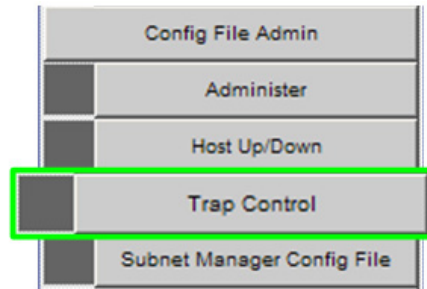 Config File Admin
Administer
Host Up/Down
Trap Control
Subnet Manager Config File